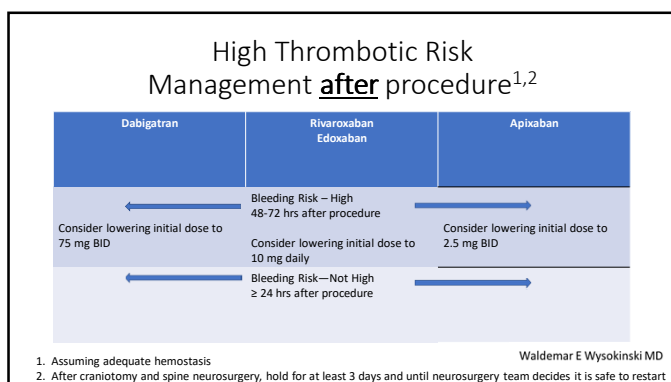 High Thrombotic Risk
Management after procedure1,2
Dabigatran
Rivaroxaban
Edoxaban
Apixaban
Bleeding Risk – High
48-72 hrs after procedure
Consider lowering initial dose to
75 mg BID
Consider lowering initial dose to
10 mg daily
Consider lowering initial dose to
2.5 mg BID
Bleeding Risk—Not High
≥ 24 hrs after procedure
Waldemar E Wysokinski MD
1. Assuming adequate hemostasis
2. After craniotomy and spine neurosurgery, hold for at least 3 days and until neurosurgery team decides it is safe to restart.